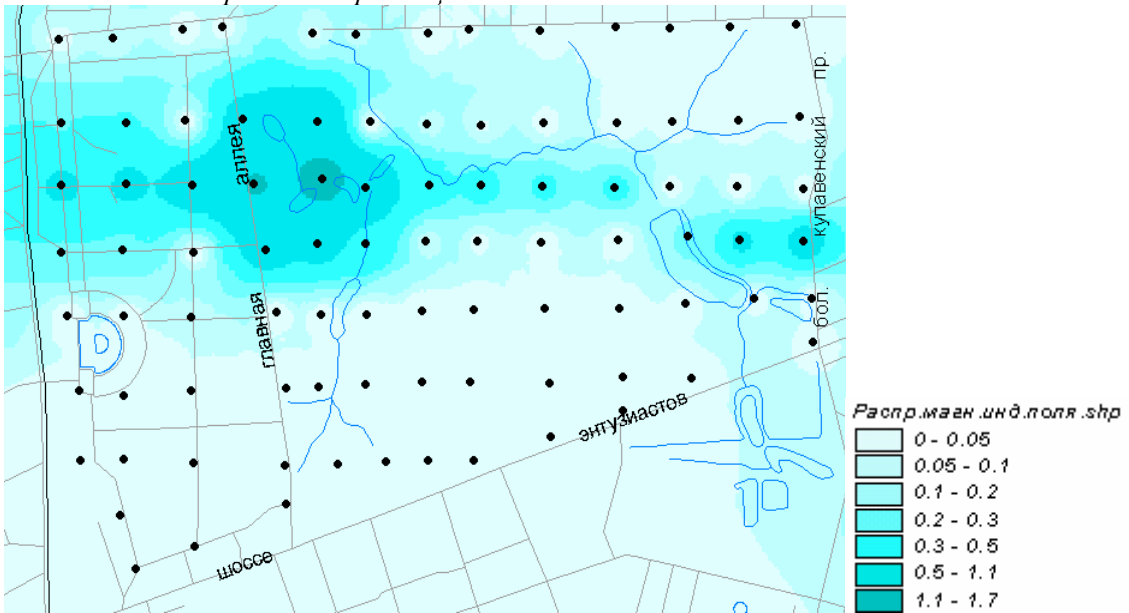 аллея
главная
купавенский пр.
бол.
энтузиастов
шоссе
Распр.магн.инд.поля.shp
0 - 0.05
0.05 - 0.1
0.1 - 0.2
0.2 - 0.3
0.3 - 0.5
0.5 - 1.1
1.1 - 1.7